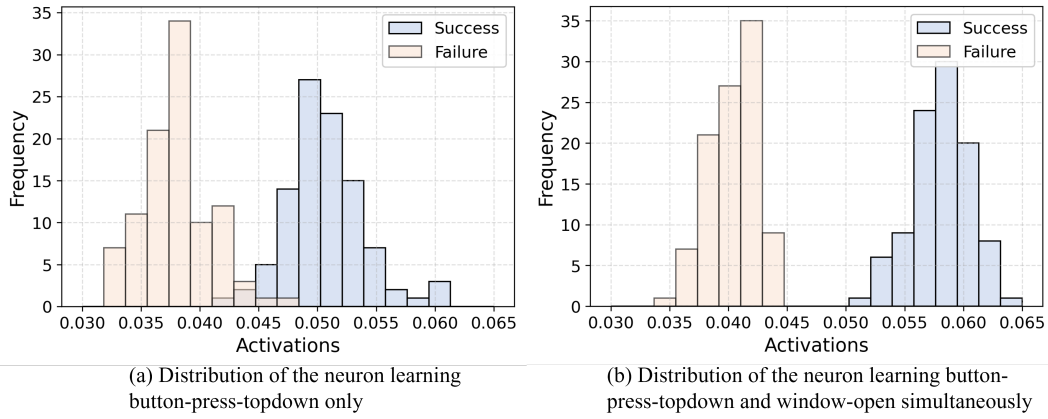 35
30
25
20
15
10
5
0
Frequency
0.030 0.035 0.040 0.045 0.050 0.055 0.060 0.065
Activations
Success
Failure
(a) Distribution of the neuron learning
button-press-topdown only
35
30
25
20
15
10
5
0
Frequency
0.030 0.035 0.040 0.045 0.050 0.055 0.060 0.065
Activations
Success
Failure
(b) Distribution of the neuron learning button-
press-topdown and window-open simultaneously